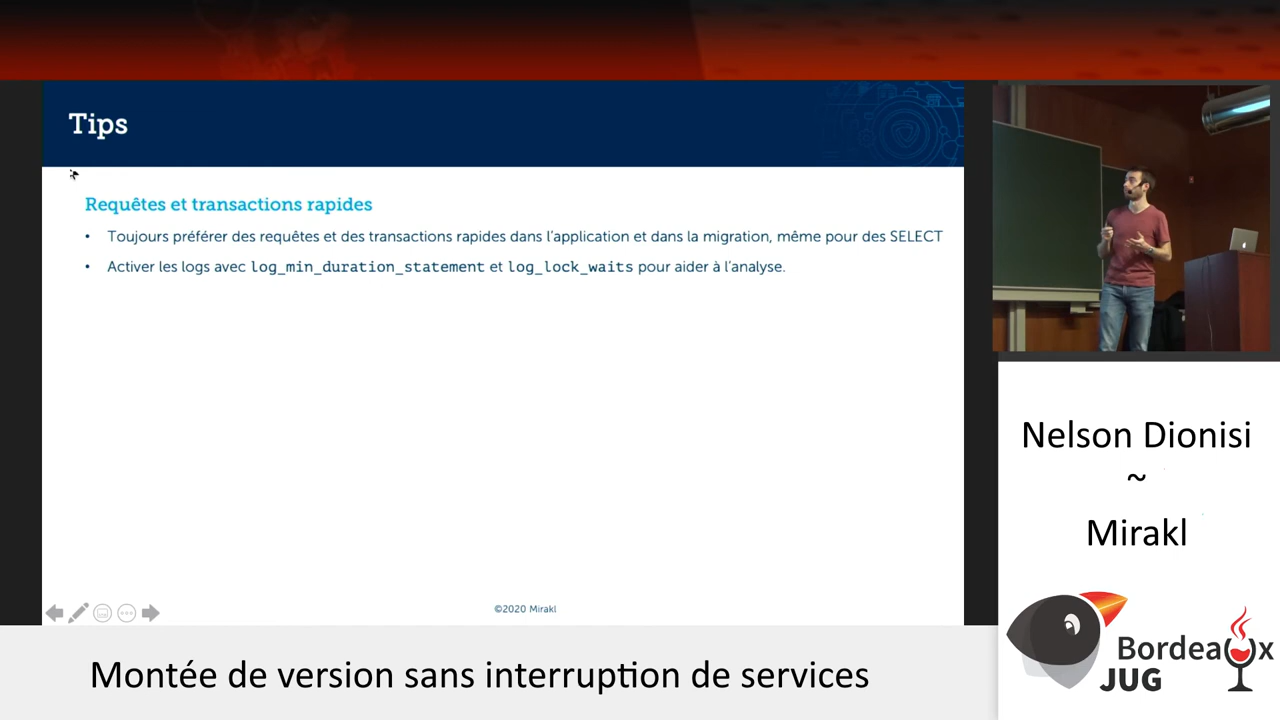 Tips
Requêtes et transactions rapides
• Toujours préférer des requêtes et des transactions rapides dans l'application et dans la migration, même pour des SELECT
• Activer les logs avec log_min_duration_statement et log_lock_waits pour aider à l'analyse.
©2020 Mirakl
Nelson Dionisi
~
Mirakl
Bordeaux
JUG
Montée de version sans interruption de services